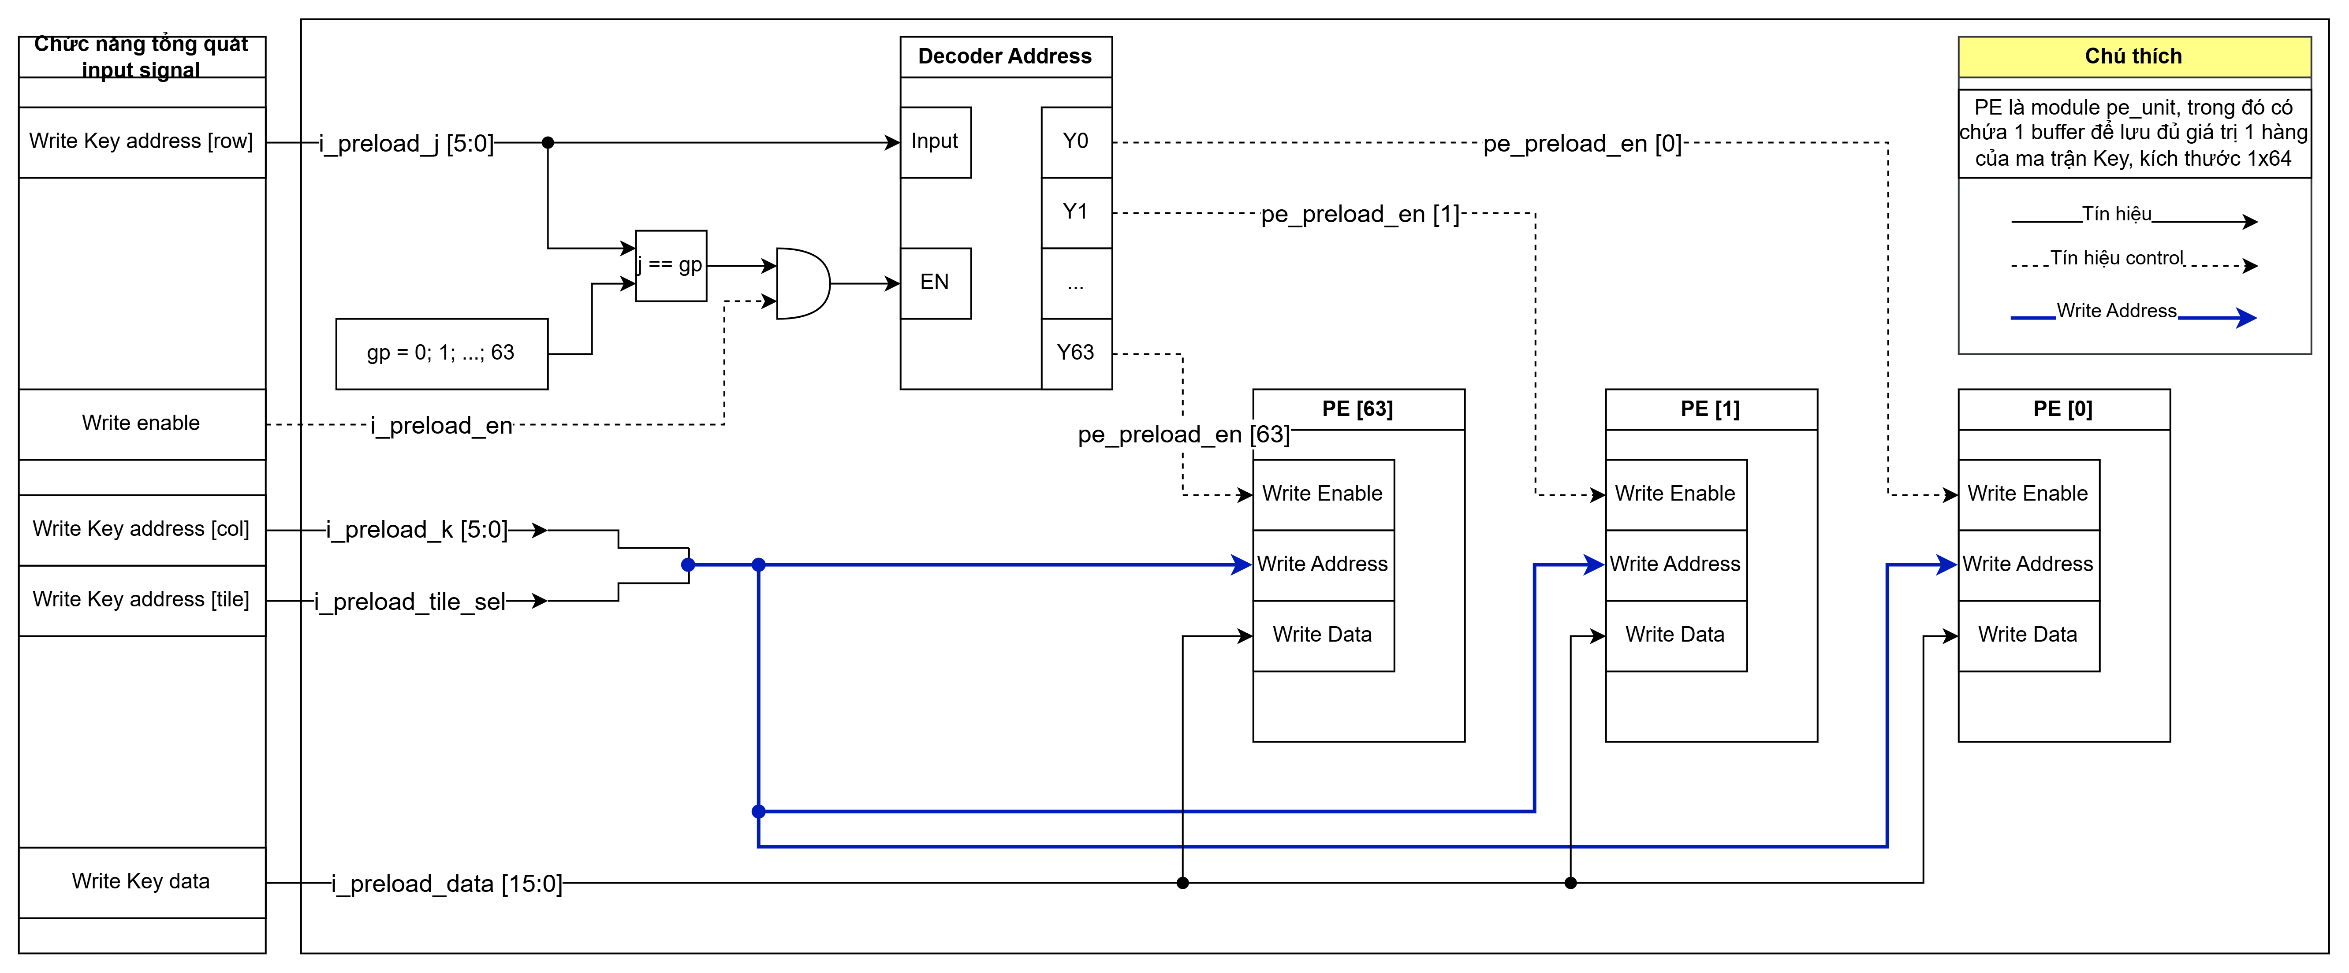 Chức năng tổng quát
input signal
Write Key address [row]
Write enable
Write Key address [col]
Write Key address [tile]
Write Key data
i_preload_j [5:0]
j == gp
gp = 0; 1; ...; 63
i_preload_en
i_preload_k [5:0]
i_preload_tile_sel
i_preload_data [15:0]
Decoder Address
Input
EN
Y0
Y1
...
Y63
pe_preload_en [0]
pe_preload_en [1]
pe_preload_en [63]
PE [63]
Write Enable
Write Address
Write Data
PE [1]
Write Enable
Write Address
Write Data
PE [0]
Write Enable
Write Address
Write Data
Chú thích
PE là module pe_unit, trong đó có
chứa 1 buffer để lưu đủ giá trị 1 hàng
của ma trận Key, kích thước 1x64
Tín hiệu
Tín hiệu control
Write Address